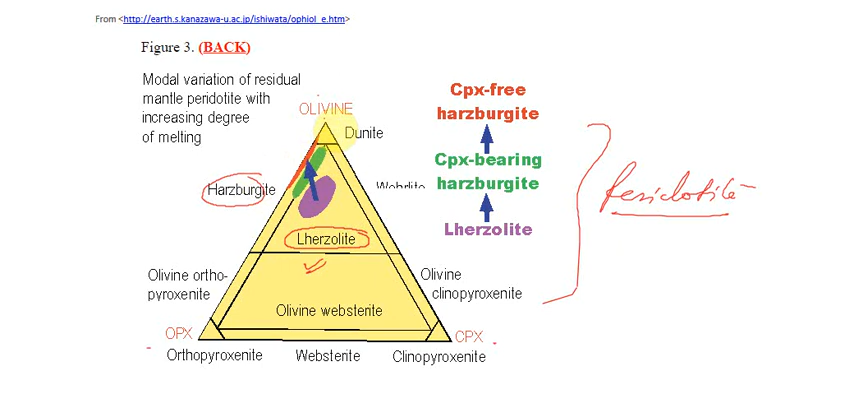 From <http://earth.s.kanazawa-u.ac.jp/ishiwata/ophiol_e.htm>
Figure 3. (BACK)
Modal variation of residual
mantle peridotite with
increasing degree
of melting
OLIVINE
Dunite
Harzburgite
Wehrlite
Lherzolite
Olivine ortho-
pyroxenite
Olivine
clinopyroxenite
Olivine websterite
OPX
CPX
Orthopyroxenite
Websterite
Clinopyroxenite
Cpx-free
harzburgite
Cpx-bearing
harzburgite
Lherzolite
Peridotite